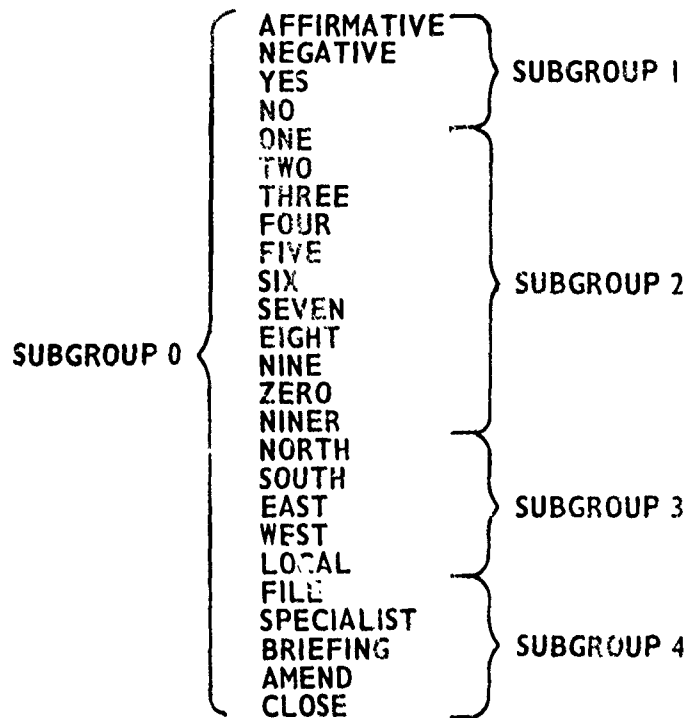 AFFIRMATIVE
NEGATIVE
SUBGROUP 1
YES
NO
ONE
TWO
THREE
FOUR
FIVE
SIX
SUBGROUP 2
SEVEN
EIGHT
SUBGROUP 0
NINE
ZERO
NINER
NORTH
SOUTH
EAST
SUBGROUP 3
WEST
LOCAL
FILE
SPECIALIST
BRIEFING
SUBGROUP 4
AMEND
CLOSE